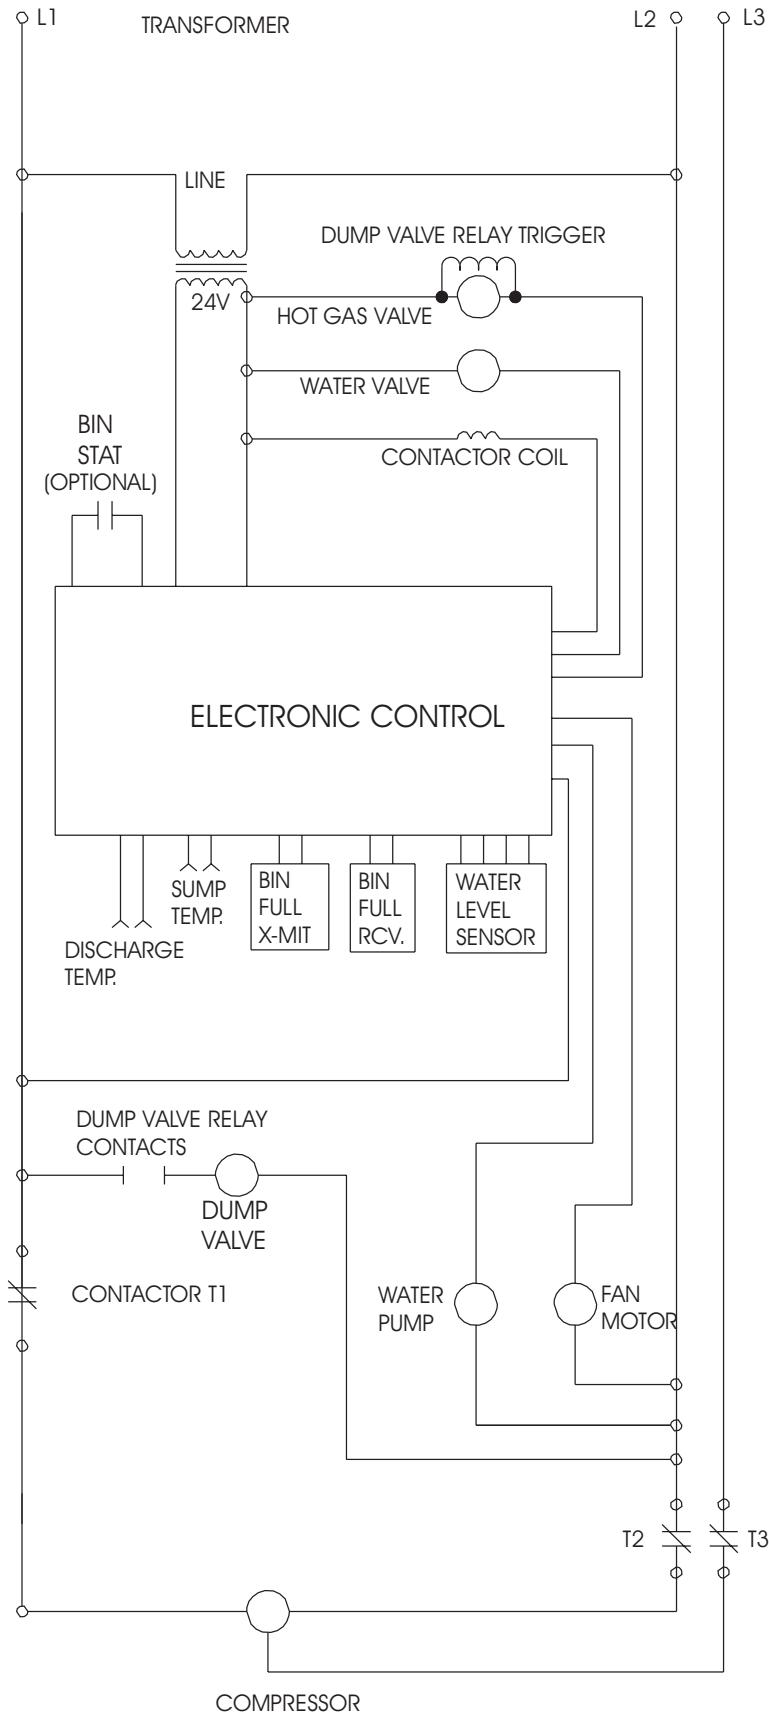 L1
TRANSFORMER
L2
L3
LINE
DUMP VALVE RELAY TRIGGER
24V
HOT GAS VALVE
WATER VALVE
BIN
STAT
(OPTIONAL)
CONTACTOR COIL
ELECTRONIC CONTROL
SUMP
TEMP.
BIN
FULL
X-MIT
BIN
FULL
RCV.
WATER
LEVEL
SENSOR
DISCHARGE
TEMP.
DUMP VALVE RELAY
CONTACTS
DUMP
VALVE
CONTACTOR T1
WATER
PUMP
FAN
MOTOR
T2
T3
COMPRESSOR